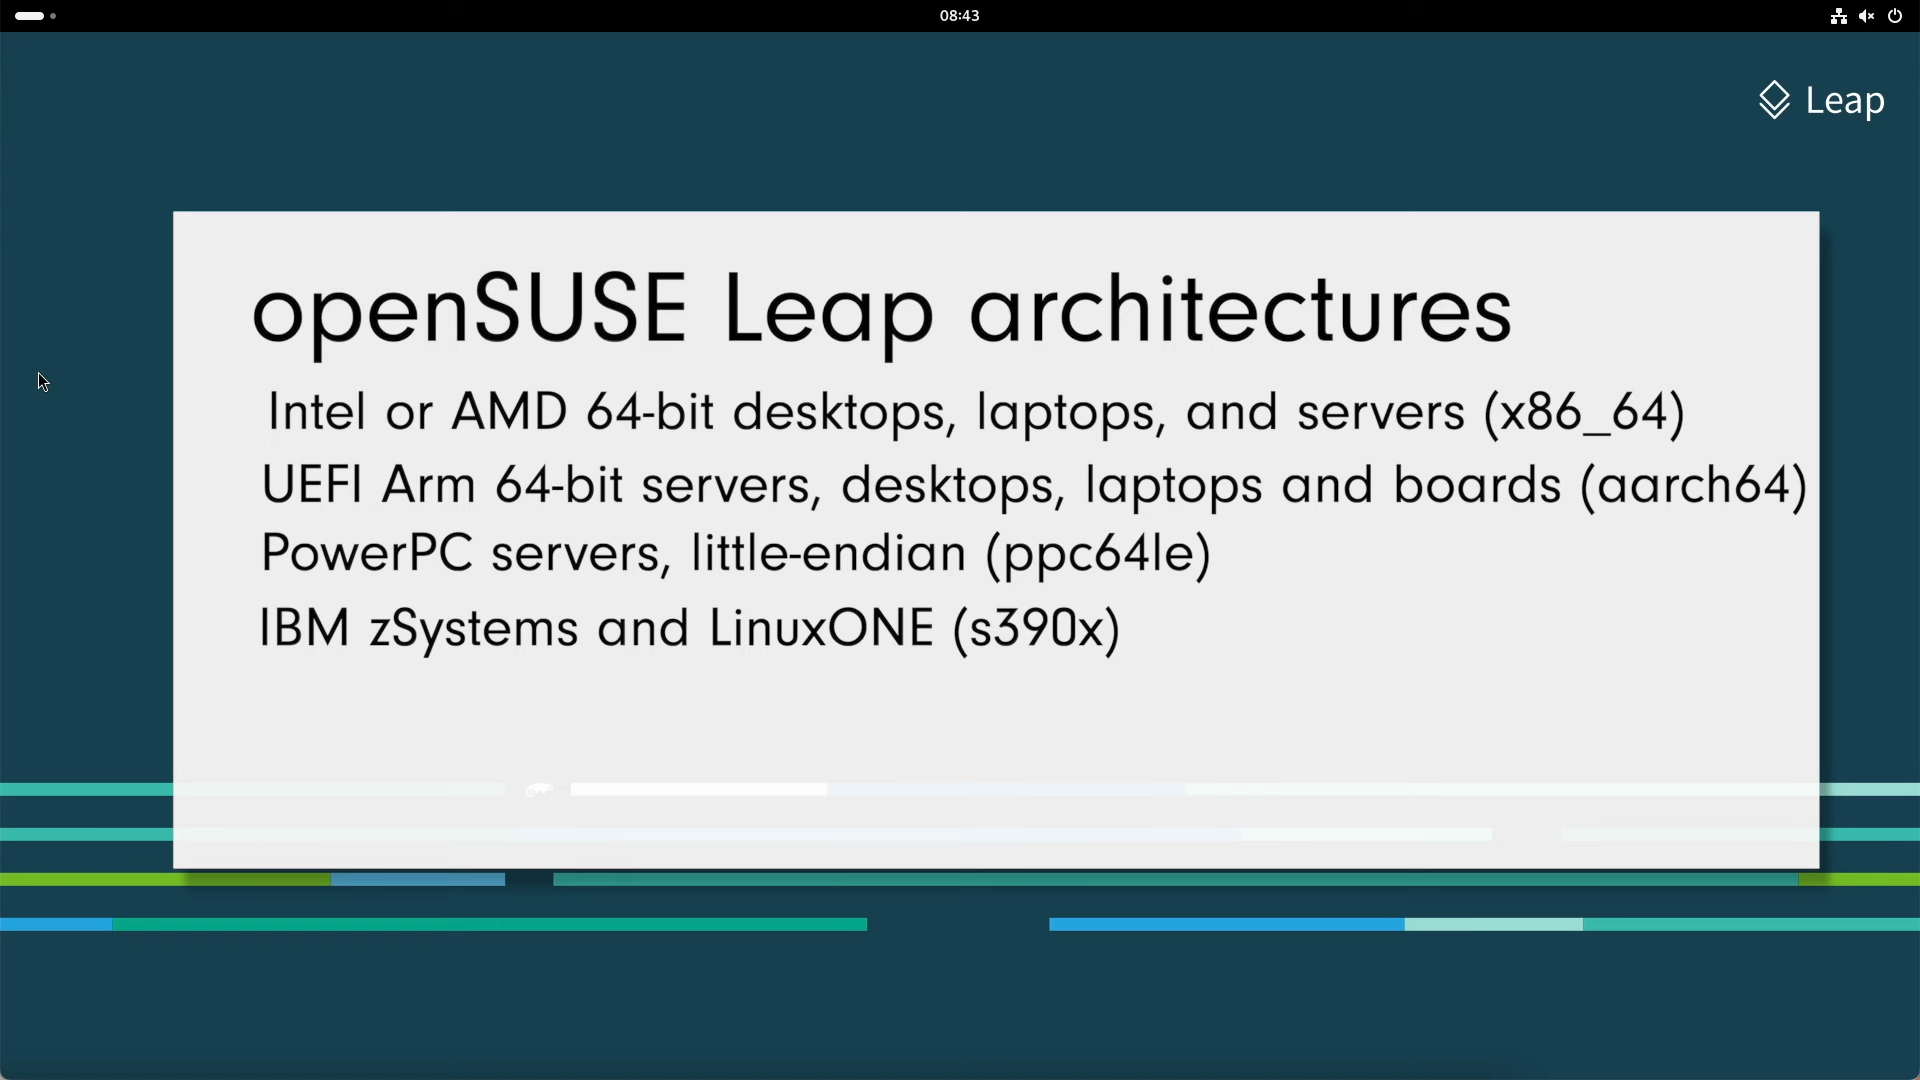 08:43
Leap
openSUSE Leap architectures
Intel or AMD 64-bit desktops, laptops, and servers (x86_64)
UEFI Arm 64-bit servers, desktops, laptops and boards (aarch64)
PowerPC servers, little-endian (ppc64le)
IBM zSystems and LinuxONE (s390x)